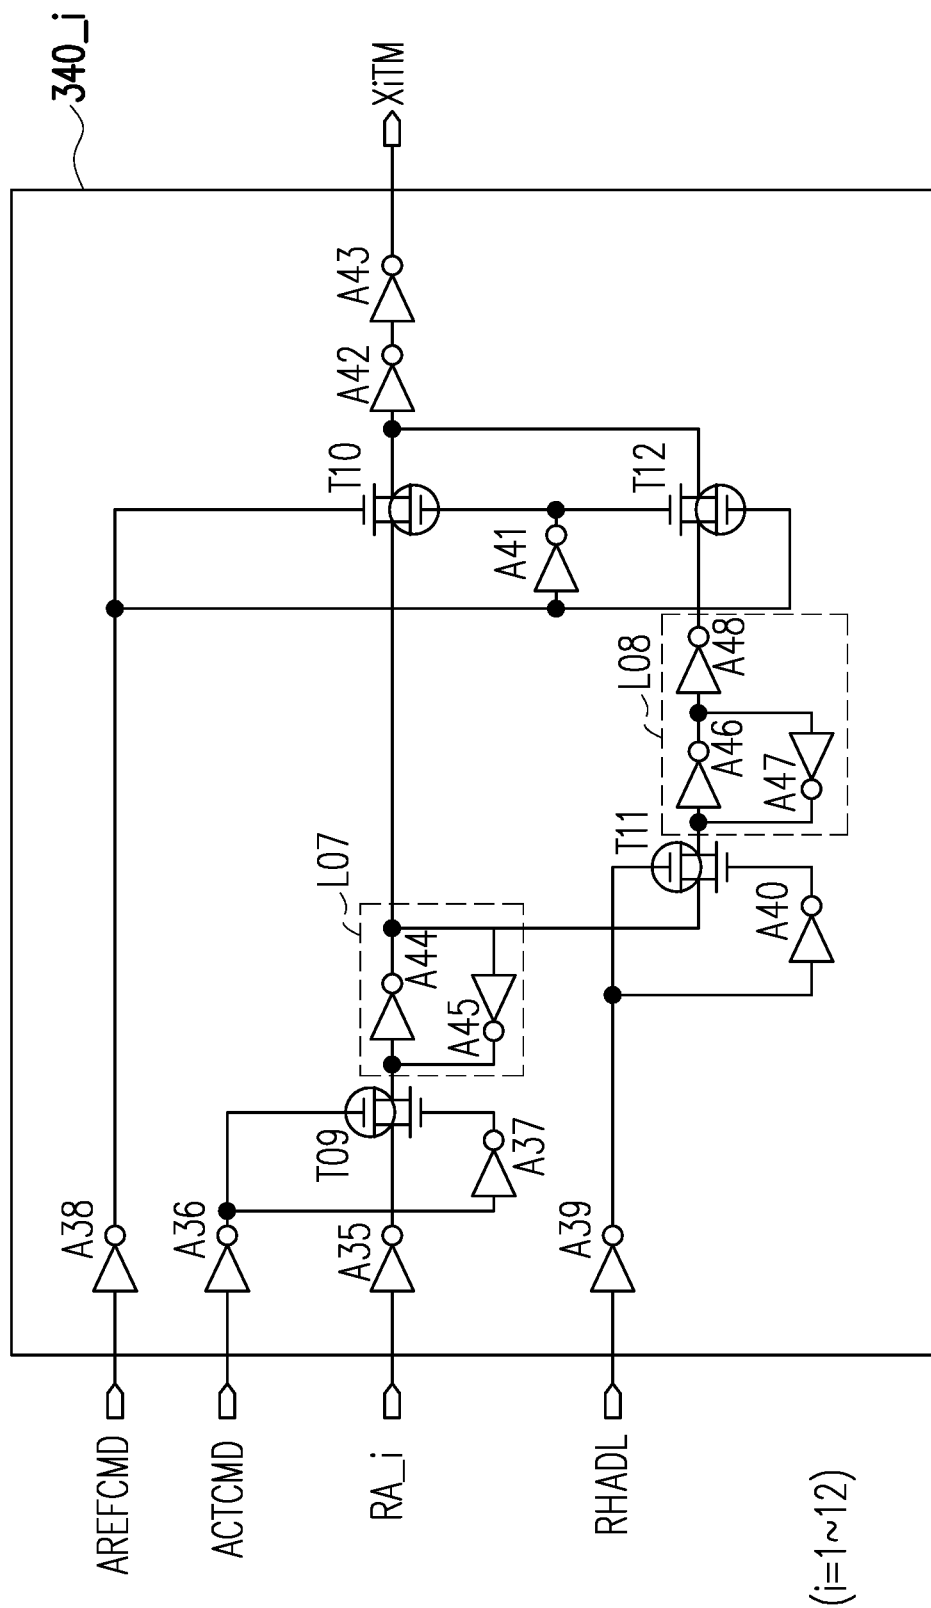 340_i
AREFCMD
A38
ACTCMD
A36
RA_i
A35
T09
A37
L07
A44
A45
T10
A42
A43
XiTM
A41
T12
RHADL
A39
A40
T11
L08
A46
A47
A48
(i=1~12)